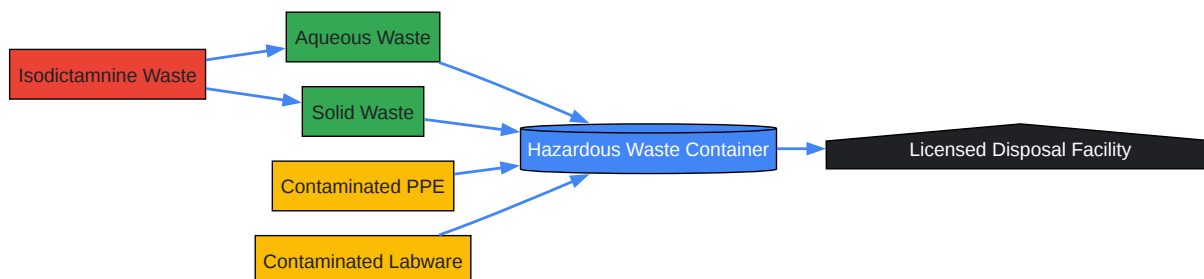 Isodictamnine Waste
Aqueous Waste
Solid Waste
Contaminated PPE
Contaminated Labware
Hazardous Waste Container
Licensed Disposal Facility